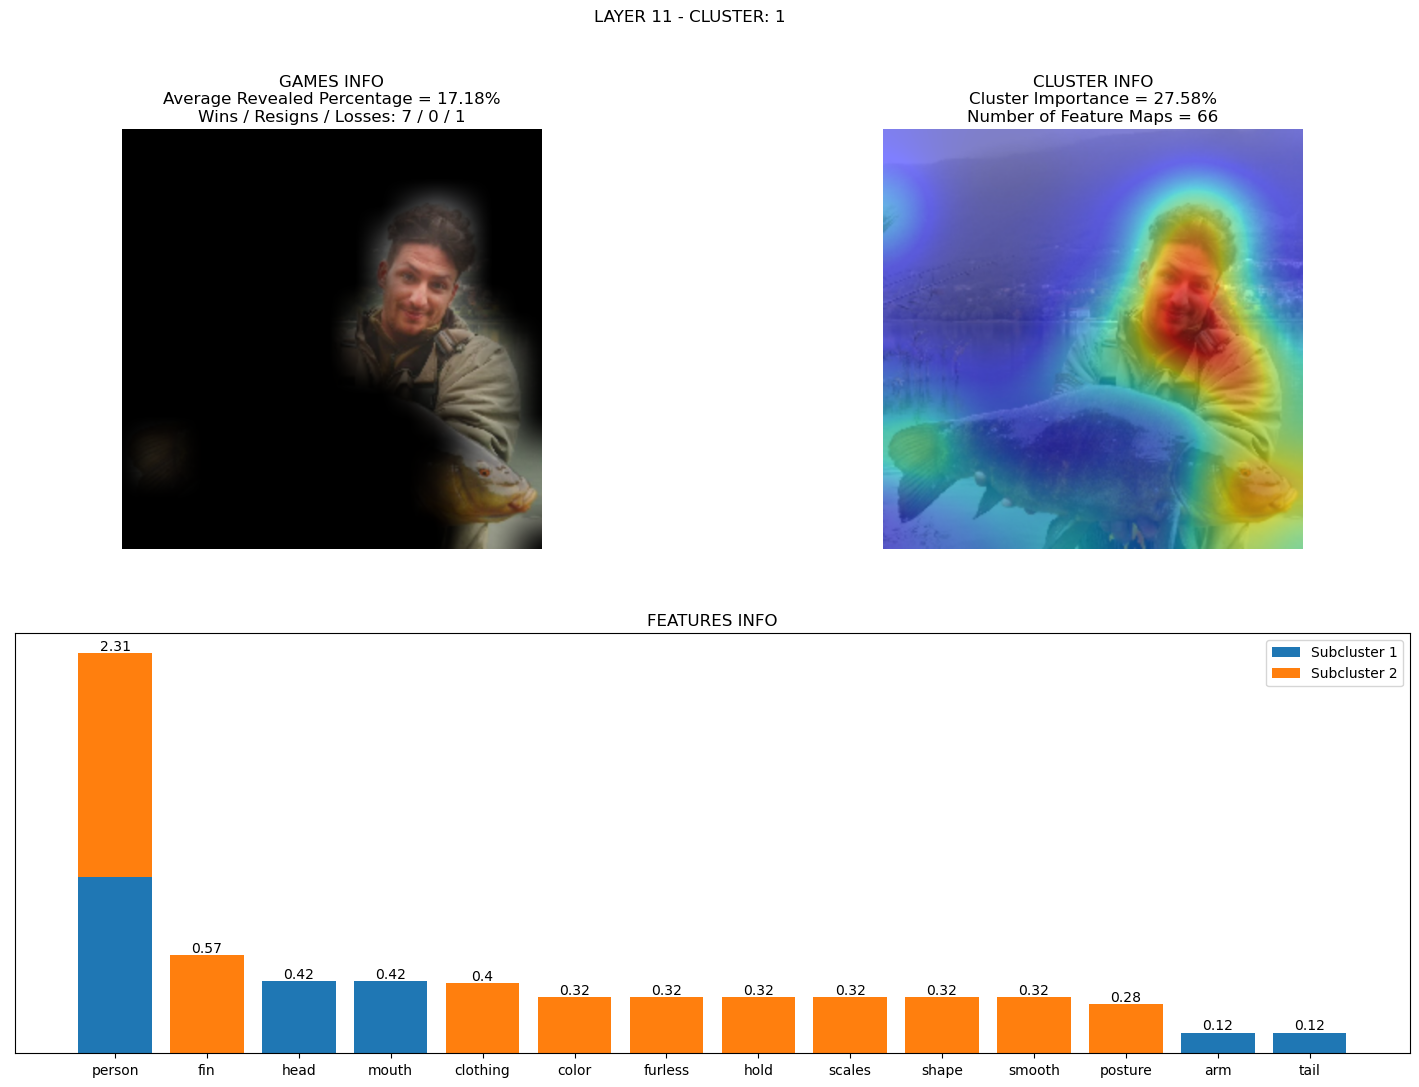 LAYER 11 - CLUSTER: 1
GAMES INFO
Average Revealed Percentage = 17.18%
Wins / Resigns / Losses: 7 / 0 / 1
CLUSTER INFO
Cluster Importance = 27.58%
Number of Feature Maps = 66
FEATURES INFO
Subcluster 1
Subcluster 2
2.31
0.57
0.42
0.42
0.4
0.32
0.32
0.32
0.32
0.32
0.32
0.28
0.12
0.12
person fin head mouth clothing color furless hold scales shape smooth posture arm tail